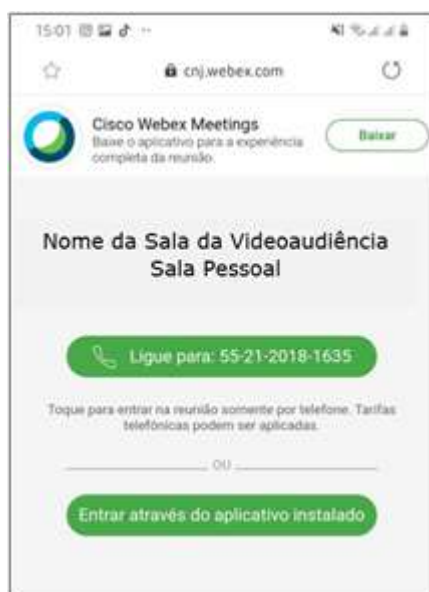 15:01
cnj.webex.com
Cisco Webex Meetings
Baixe o aplicativo para a experiência
completa da reunião.
Baixar
Nome da Sala da Videoaudiência
Sala Pessoal
Ligue para: 55-21-2018-1635
Toque para entrar na reunião somente por telefone. Tarifas
telefônicas podem ser aplicadas.
OU
Entrar através do aplicativo instalado